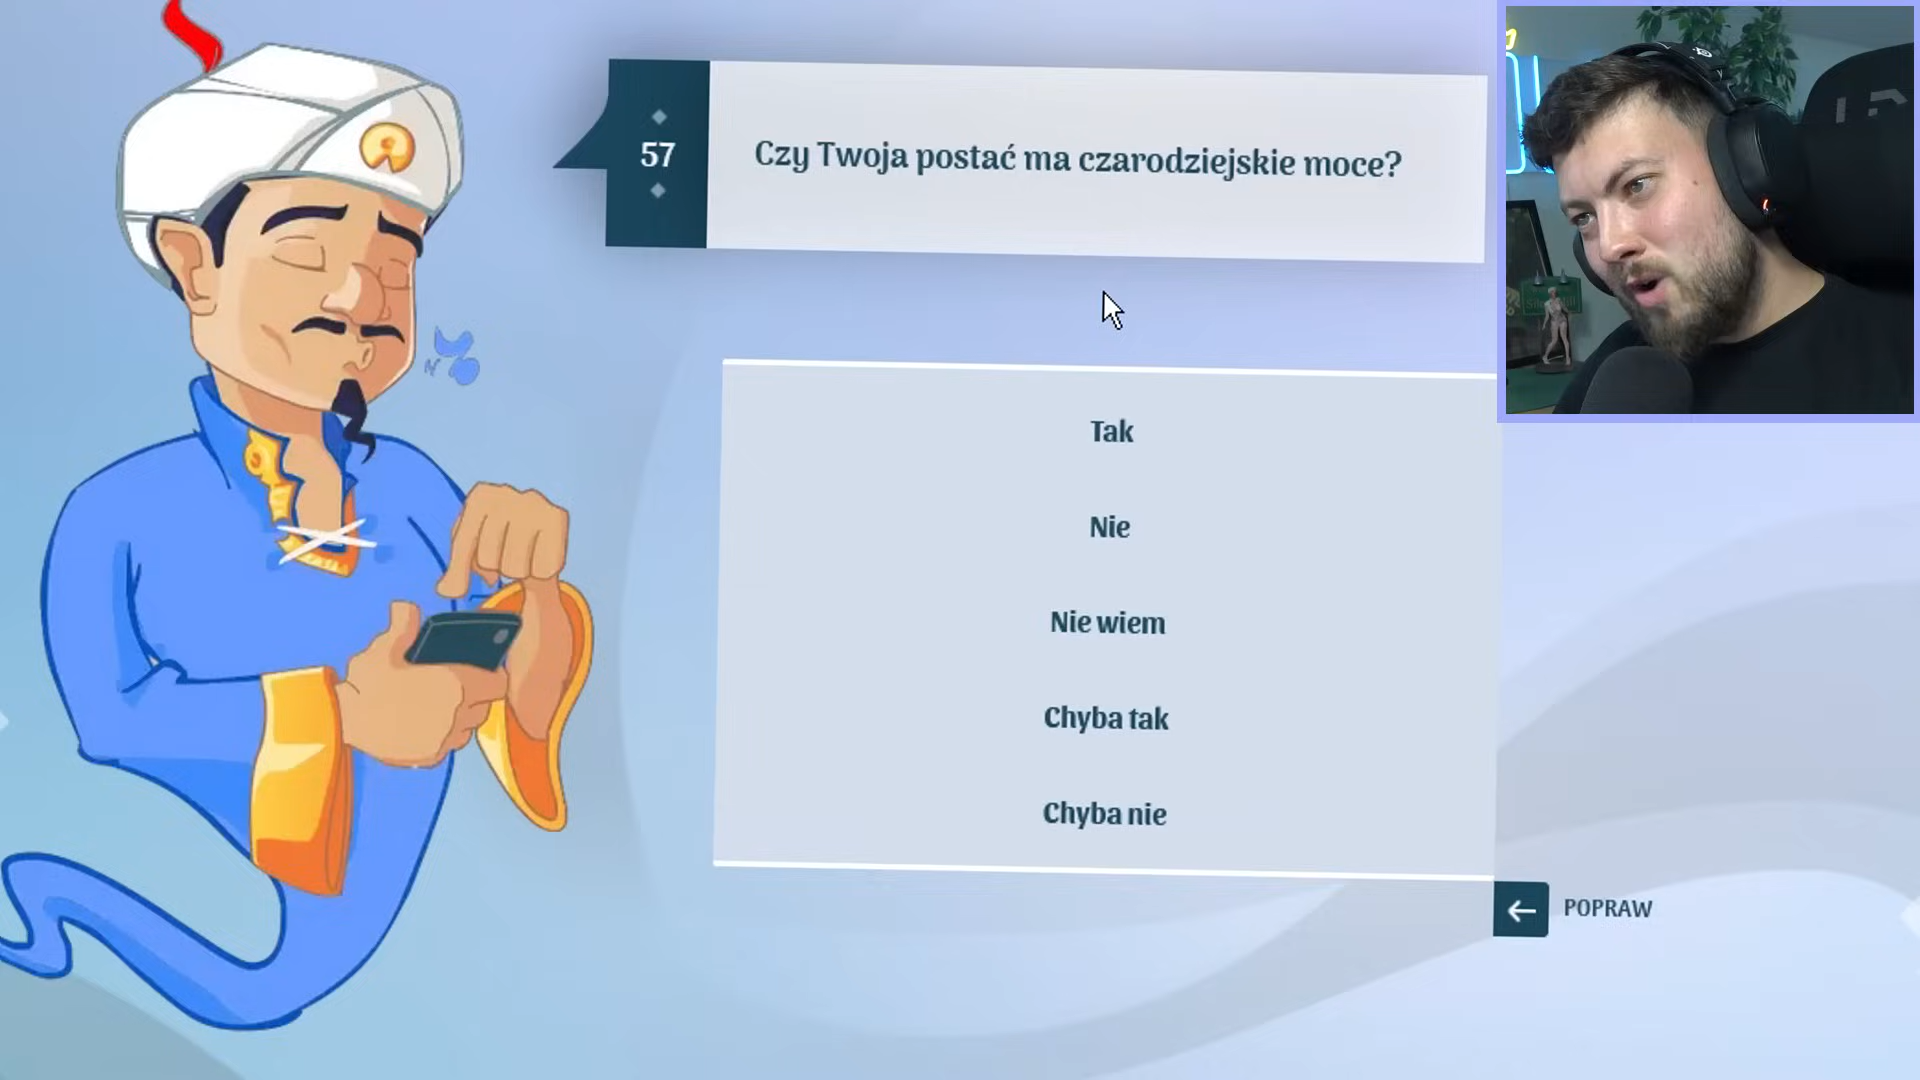 57
Czy Twoja postać ma czarodziejskie moce?
Tak
Nie
Nie wiem
Chyba tak
Chyba nie
POPRAW